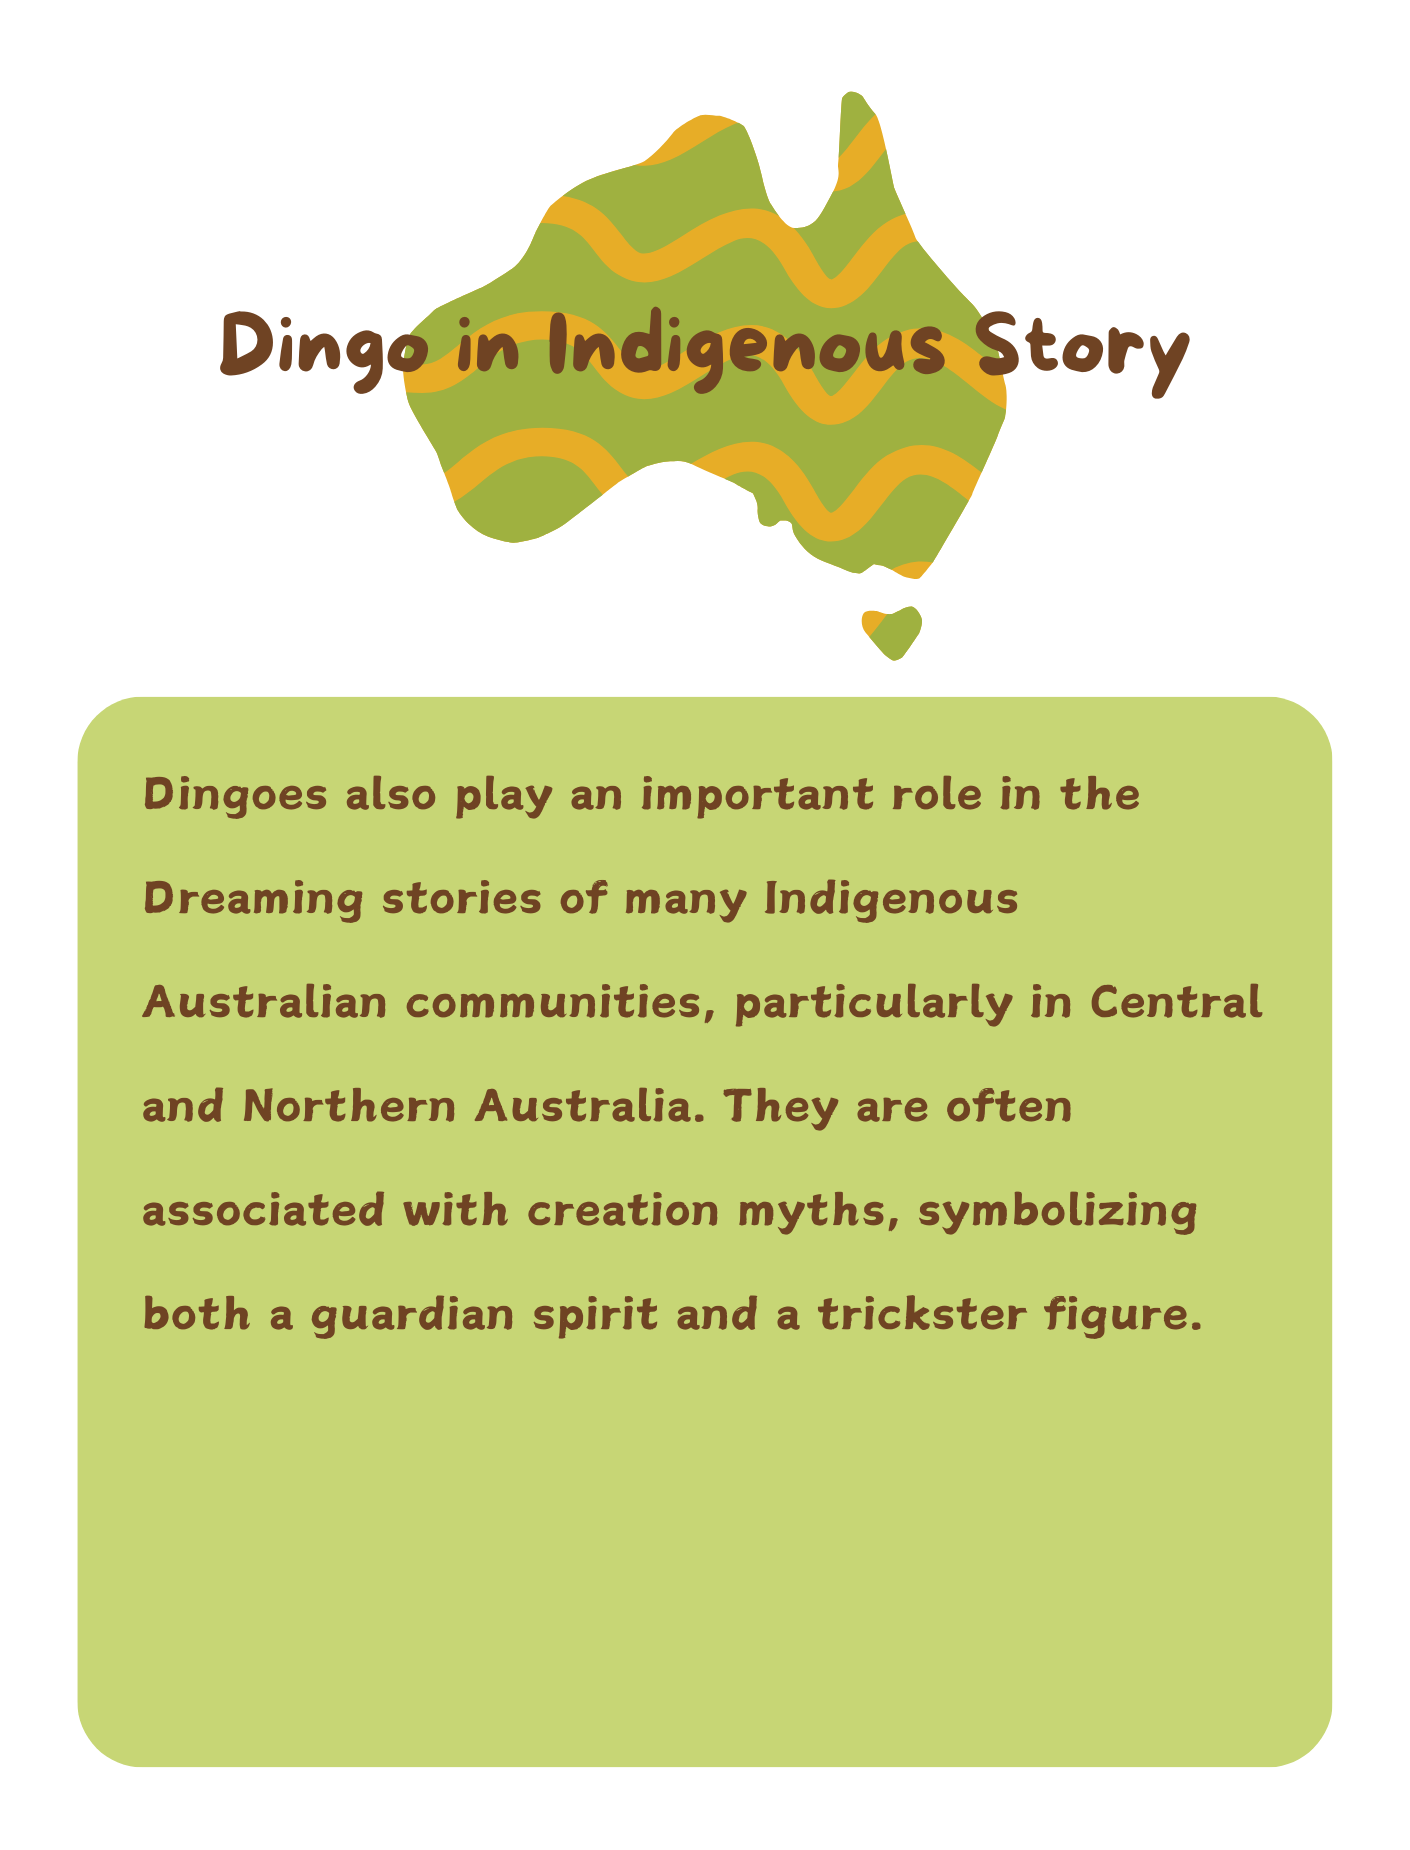 Dingo in Indigenous Story
Dingoes also play an important role in the
Dreaming stories of many Indigenous
Australian communities, particularly in Central
and Northern Australia. They are often
associated with creation myths, symbolizing
both a guardian spirit and a trickster figure.